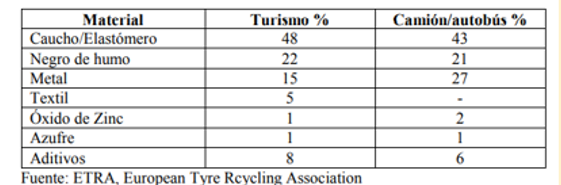 Material Turismo % Camión/autobús %
Caucho/Elastómero 48 43
Negro de humo 22 21
Metal 15 27
Textil 5 -
Óxido de Zinc 1 2
Azufre 1 1
Aditivos 8 6
Fuente: ETRA, European Tyre Rcycling Association